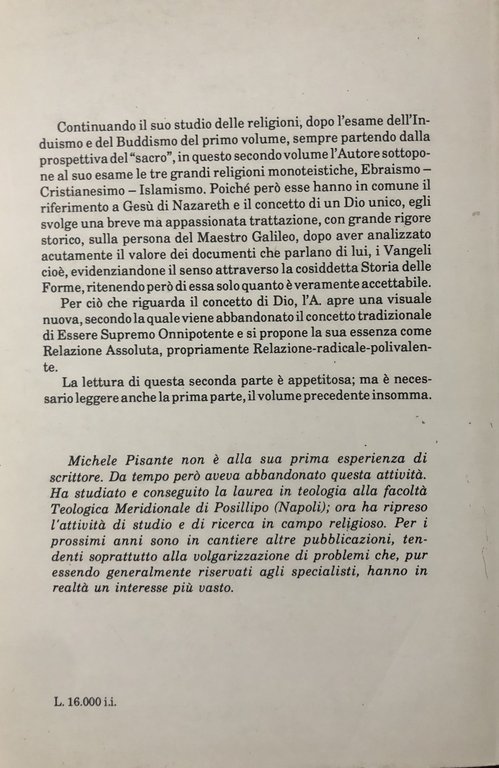 Continuando il suo studio delle religioni, dopo l'esame dell'In-
duismo e del Buddismo del primo volume, sempre partendo dalla
prospettiva del "sacro", in questo secondo volume l'Autore sottopo-
ne al suo esame le tre grandi religioni monoteistiche, Ebraismo –
Cristianesimo - Islamismo. Poiché però esse hanno in comune il
riferimento a Gesù di Nazareth e il concetto di un Dio unico, egli
svolge una breve ma appassionata trattazione, con grande rigore
storico, sulla persona del Maestro Galileo, dopo aver analizzato
acutamente il valore dei documenti che parlano di lui, i Vangeli
cioè, evidenziandone il senso attraverso la cosiddetta Storia delle
Forme, ritenendo però di essa solo quanto è veramente accettabile.
Per ciò che riguarda il concetto di Dio, l'A. apre una visuale
nuova, secondo la quale viene abbandonato il concetto tradizionale
di Essere Supremo Onnipotente e si propone la sua essenza come
Relazione Assoluta, propriamente Relazione-radicale-polivalen-
te.
La lettura di questa seconda parte è appetitosa; ma è neces-
sario leggere anche la prima parte, il volume precedente insomma.
Michele Pisante non è alla sua prima esperienza di
scrittore. Da tempo però aveva abbandonato questa attività.
Ha studiato e conseguito la laurea in teologia alla facoltà
Teologica Meridionale di Posillipo (Napoli); ora ha ripreso
l'attività di studio e di ricerca in campo religioso. Per i
prossimi anni sono in cantiere altre pubblicazioni, ten-
denti soprattutto alla volgarizzazione di problemi che, pur
essendo generalmente riservati agli specialisti, hanno in
realtà un interesse più vasto.
L. 16.000 i.i.